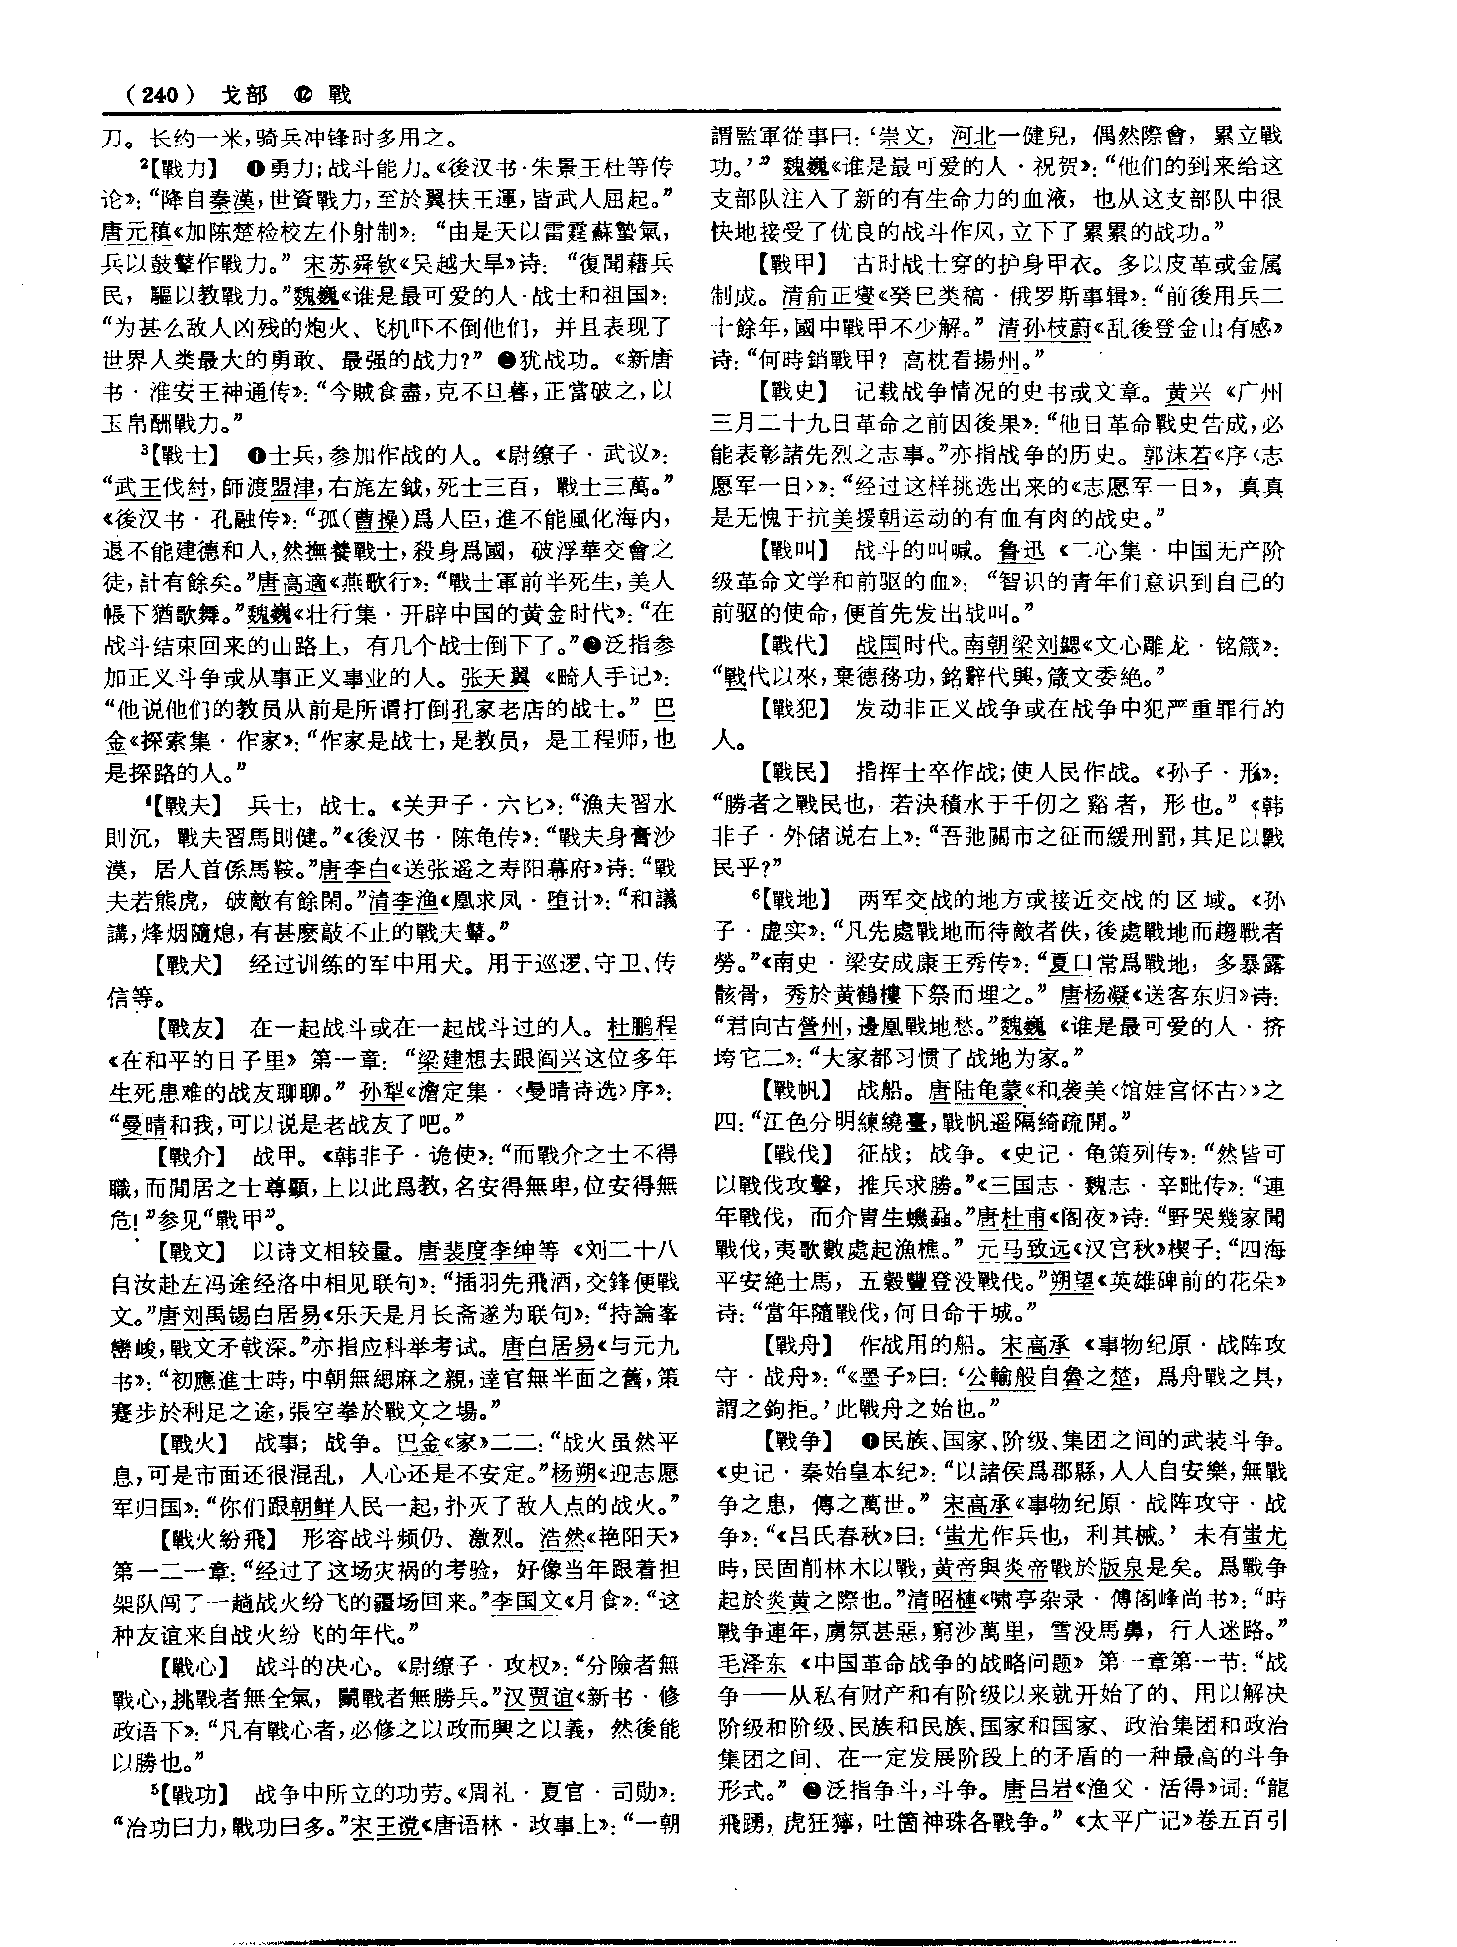 （240） 戈部 ⑫ 戰
刀。长约一米，骑兵冲锋时多用之。
²【戰力】 ❶勇力；战斗能力。《後汉书·朱景王杜等传
论》：“降自秦漢，世資戰力，至於翼扶王運，皆武人屈起。”
唐元稹《加陈楚检校左仆射制》：“由是天以雷霆蘇蟄氣，
兵以鼓鼙作戰力。”宋苏舜钦《吴越大旱》诗：“復聞藉兵
民，驅以教戰力。”魏巍《谁是最可爱的人·战士和祖国》：
“为甚么敌人凶残的炮火、飞机吓不倒他们，并且表现了
世界人类最大的勇敢、最强的战力？”❷犹战功。《新唐
书·淮安王神通传》：“今賊食盡，克不旦暮，正當破之，以
玉帛酬戰力。”
³【戰士】 ❶士兵，参加作战的人。《尉缭子·武议》：
“武王伐紂，師渡盟津，右旄左鉞，死士三百，戰士三萬。”
《後汉书·孔融传》：“孤（曹操）爲人臣，進不能風化海内，
退不能建德和人，然撫養戰士，殺身爲國，破浮華交會之
徒，計有餘矣。”唐高適《燕歌行》：“戰士軍前半死生，美人
帳下猶歌舞。”魏巍《壮行集·开辟中国的黄金时代》：“在
战斗结束回来的山路上，有几个战士倒下了。”❷泛指参
加正义斗争或从事正义事业的人。张天翼《畸人手记》：
“他说他们的教员从前是所谓打倒孔家老店的战士。”巴
金《探索集·作家》：“作家是战士，是教员，是工程师，也
是探路的人。”
⁴【戰夫】 兵士，战士。《关尹子·六匕》：“漁夫習水
則沉，戰夫習馬則健。”《後汉书·陈龟传》：“戰夫身膏沙
漠，居人首係馬鞍。”唐李白《送张遥之寿阳幕府》诗：“戰
夫若熊虎，破敵有餘閑。”清李渔《凰求凤·堕计》：“和議
講，烽烟隨熄，有甚麽敲不止的戰夫鼙。”
【戰犬】 经过训练的军中用犬。用于巡逻、守卫、传
信等。
【戰友】 在一起战斗或在一起战斗过的人。杜鹏程
《在和平的日子里》第一章：“梁建想去跟阎兴这位多年
生死患难的战友聊聊。”孙犁《澹定集·〈曼晴诗选〉序》：
“曼晴和我，可以说是老战友了吧。”
【戰介】 战甲。《韩非子·诡使》：“而戰介之士不得
職，而閒居之士尊顯，上以此爲教，名安得無卑，位安得無
危！”参见“戰甲”。
【戰文】 以诗文相较量。唐裴度李绅等《刘二十八
自汝赴左冯途经洛中相见联句》：“插羽先飛酒，交鋒便戰
文。”唐刘禹锡白居易《乐天是月长斋遂为联句》：“持論峯
巒峻，戰文矛戟深。”亦指应科举考试。唐白居易《与元九
书》：“初應進士時，中朝無緦麻之親，達官無半面之舊，策
蹇步於利足之途，張空拳於戰文之場。”
【戰火】 战事；战争。巴金《家》二二：“战火虽然平
息，可是市面还很混乱，人心还是不安定。”杨朔《迎志愿
军归国》：“你们跟朝鲜人民一起，扑灭了敌人点的战火。”
【戰火紛飛】 形容战斗频仍、激烈。浩然《艳阳天》
第一二一章：“经过了这场灾祸的考验，好像当年跟着担
架队闯了一趟战火纷飞的疆场回来。”李国文《月食》：“这
种友谊来自战火纷飞的年代。”
【戰心】 战斗的决心。《尉缭子·攻权》：“分險者無
戰心，挑戰者無全氣，鬭戰者無勝兵。”汉贾谊《新书·修
政语下》：“凡有戰心者，必修之以政而興之以義，然後能
以勝也。”
⁵【戰功】 战争中所立的功劳。《周礼·夏官·司勋》：
“治功曰力，戰功曰多。”宋王谠《唐语林·政事上》：“一朝
謂監軍從事曰：‘崇文，河北一健兒，偶然際會，累立戰
功。’”魏巍《谁是最可爱的人·祝贺》：“他们的到来给这
支部队注入了新的有生命力的血液，也从这支部队中很
快地接受了优良的战斗作风，立下了累累的战功。”
【戰甲】 古时战士穿的护身甲衣。多以皮革或金属
制成。清俞正燮《癸巳类稿·俄罗斯事辑》：“前後用兵二
十餘年，國中戰甲不少解。”清孙枝蔚《乱後登金山有感》
诗：“何時銷戰甲？高枕看揚州。”
【戰史】 记载战争情况的史书或文章。黄兴《广州
三月二十九日革命之前因後果》：“他日革命戰史告成，必
能表彰諸先烈之志事。”亦指战争的历史。郭沫若《序〈志
愿军一日〉》：“经过这样挑选出来的《志愿军一日》，真真
是无愧于抗美援朝运动的有血有肉的战史。”
【戰叫】 战斗的叫喊。鲁迅《二心集·中国无产阶
级革命文学和前驱的血》：“智识的青年们意识到自己的
前驱的使命，便首先发出战叫。”
【戰代】 战国时代。南朝梁刘勰《文心雕龙·铭箴》：
“戰代以來，棄德務功，銘辭代興，箴文委絶。”
【戰犯】 发动非正义战争或在战争中犯严重罪行的
人。
【戰民】 指挥士卒作战；使人民作战。《孙子·形》：
“勝者之戰民也，若決積水于千仞之谿者，形也。”《韩
非子·外储说右上》：“吾弛關市之征而緩刑罰，其足以戰
民乎？”
⁶【戰地】 两军交战的地方或接近交战的区域。《孙
子·虚实》：“凡先處戰地而待敵者佚，後處戰地而趨戰者
勞。”《南史·梁安成康王秀传》：“夏口常爲戰地，多暴露
骸骨，秀於黄鶴樓下祭而埋之。”唐杨凝《送客东归》诗：
“君向古營州，邊風戰地愁。”魏巍《谁是最可爱的人·挤
垮它二》：“大家都习惯了战地为家。”
【戰帆】 战船。唐陆龟蒙《和袭美〈馆娃宫怀古〉》之
四：“江色分明練繞臺，戰帆遥隔綺疏開。”
【戰伐】 征战；战争。《史记·龟策列传》：“然皆可
以戰伐攻擊，推兵求勝。”《三国志·魏志·辛毗传》：“連
年戰伐，而介胄生蟣蝨。”唐杜甫《阁夜》诗：“野哭幾家聞
戰伐，夷歌數處起漁樵。”元马致远《汉宫秋》楔子：“四海
平安絶士馬，五穀豐登没戰伐。”朔望《英雄碑前的花朵》
诗：“當年隨戰伐，何日命干城。”
【戰舟】 作战用的船。宋高承《事物纪原·战阵攻
守·战舟》：“《墨子》曰：‘公輸般自魯之楚，爲舟戰之具，
謂之鉤拒。’此戰舟之始也。”
【戰争】 ❶民族、国家、阶级、集团之间的武装斗争。
《史记·秦始皇本纪》：“以諸侯爲郡縣，人人自安樂，無戰
争之患，傳之萬世。”宋高承《事物纪原·战阵攻守·战
争》：“《吕氏春秋》曰：‘蚩尤作兵也，利其械。’未有蚩尤
時，民固削林木以戰，黄帝與炎帝戰於版泉是矣。爲戰争
起於炎黄之際也。”清昭槤《啸亭杂录·傅阁峰尚书》：“時
戰争連年，虜氛甚惡，窮沙萬里，雪没馬鼻，行人迷路。”
毛泽东《中国革命战争的战略问题》第一章第一节：“战
争——从私有财产和有阶级以来就开始了的、用以解决
阶级和阶级、民族和民族、国家和国家、政治集团和政治
集团之间、在一定发展阶段上的矛盾的一种最高的斗争
形式。”❷泛指争斗，斗争。唐吕岩《渔父·活得》词：“龍
飛踴，虎狂獰，吐箇神珠各戰争。”《太平广记》卷五百引